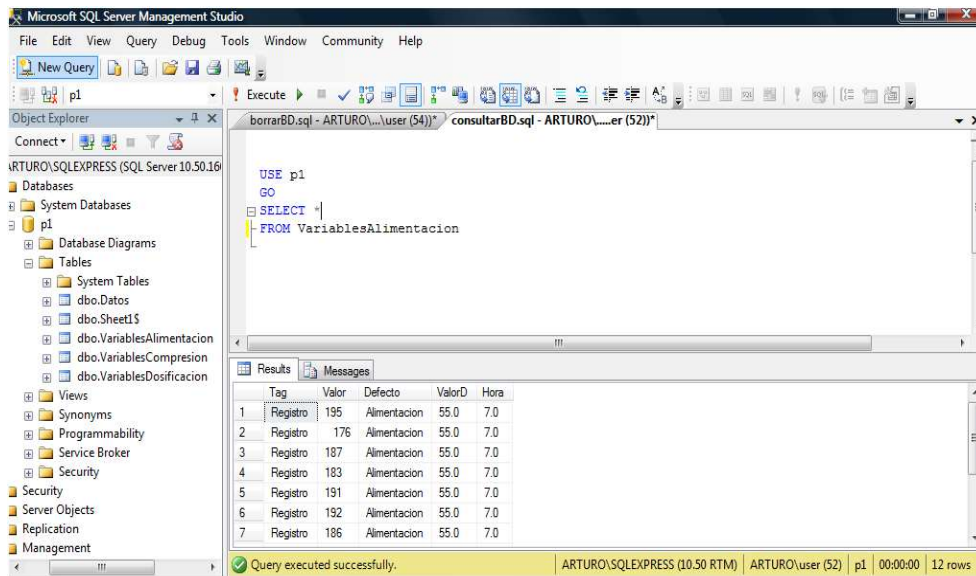 Microsoft SQL Server Management Studio
File Edit View Query Debug Tools Window Community Help
New Query
p1
Execute
Object Explorer
borrarBD.sql - ARTURO\...\user (54))*
consultarBD.sql - ARTURO\.....er (52))*
Connect
ARTURO\SQLEXPRESS (SQL Server 10.50.16
Databases
System Databases
p1
Database Diagrams
Tables
System Tables
dbo.Datos
dbo.Sheet1$
dbo.VariablesAlimentacion
dbo.VariablesCompresion
dbo.VariablesDosificacion
Views
Synonyms
Programmability
Service Broker
Security
Security
Server Objects
Replication
Management
USE p1
GO
SELECT *
FROM VariablesAlimentacion
Results Messages
Tag Valor Defecto ValorD Hora
1 Registro 195 Alimentacion 55.0 7.0
2 Registro 176 Alimentacion 55.0 7.0
3 Registro 187 Alimentacion 55.0 7.0
4 Registro 183 Alimentacion 55.0 7.0
5 Registro 191 Alimentacion 55.0 7.0
6 Registro 192 Alimentacion 55.0 7.0
7 Registro 186 Alimentacion 55.0 7.0
Query executed successfully.
ARTURO\SQLEXPRESS (10.50 RTM) ARTURO\user (52) p1 00:00:00 12 rows